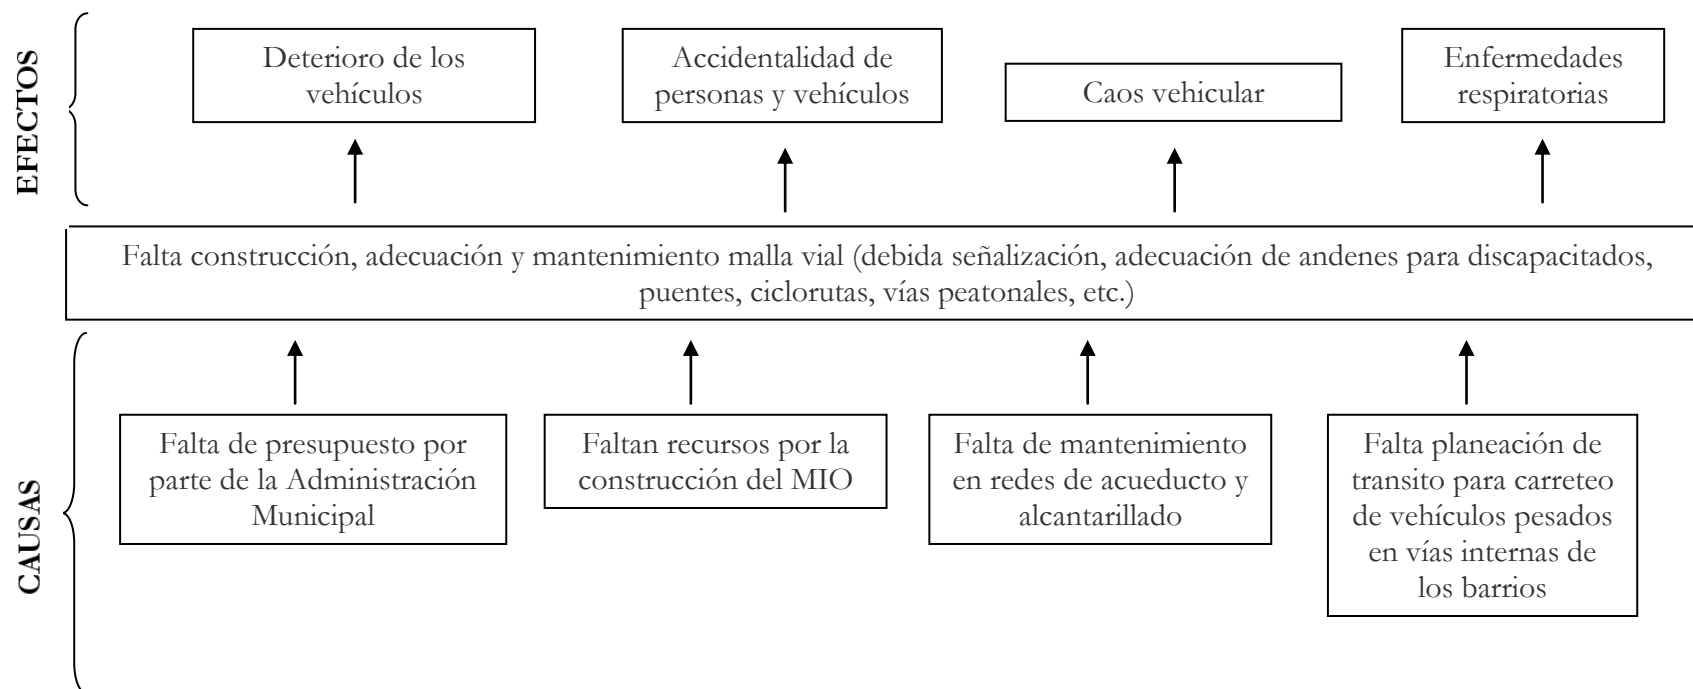 EFECTOS
Deterioro de los
vehículos
Accidentalidad de
personas y vehículos
Caos vehicular
Enfermedades
respiratorias
Falta construcción, adecuación y mantenimiento malla vial (debida señalización, adecuación de andenes para discapacitados,
puentes, ciclorutas, vías peatonales, etc.)
CAUSAS
Falta de presupuesto por
parte de la Administración
Municipal
Faltan recursos por la
construcción del MIO
Falta de mantenimiento
en redes de acueducto y
alcantarillado
Falta planeación de
transito para carreteo
de vehículos pesados
en vías internas de
los barrios